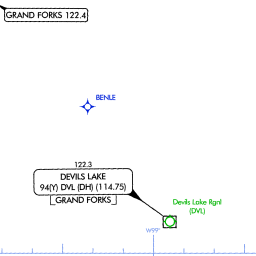 GRAND FORKS 122.4
BENLE
122.3
DEVILS LAKE
94(Y) DVL (DH) (114.75)
GRAND FORKS
Devils Lake Rgnl
(DVL)
W99°